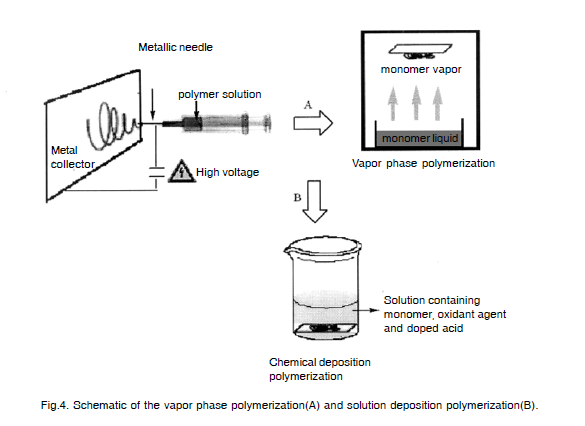 Metallic needle
polymer solution
Metal
collector
High voltage
A
monomer vapor
monomer liquid
Vapor phase polymerization
B
Solution containing
monomer, oxidant agent
and doped acid
Chemical deposition
polymerization
Fig.4. Schematic of the vapor phase polymerization(A) and solution deposition polymerization(B).